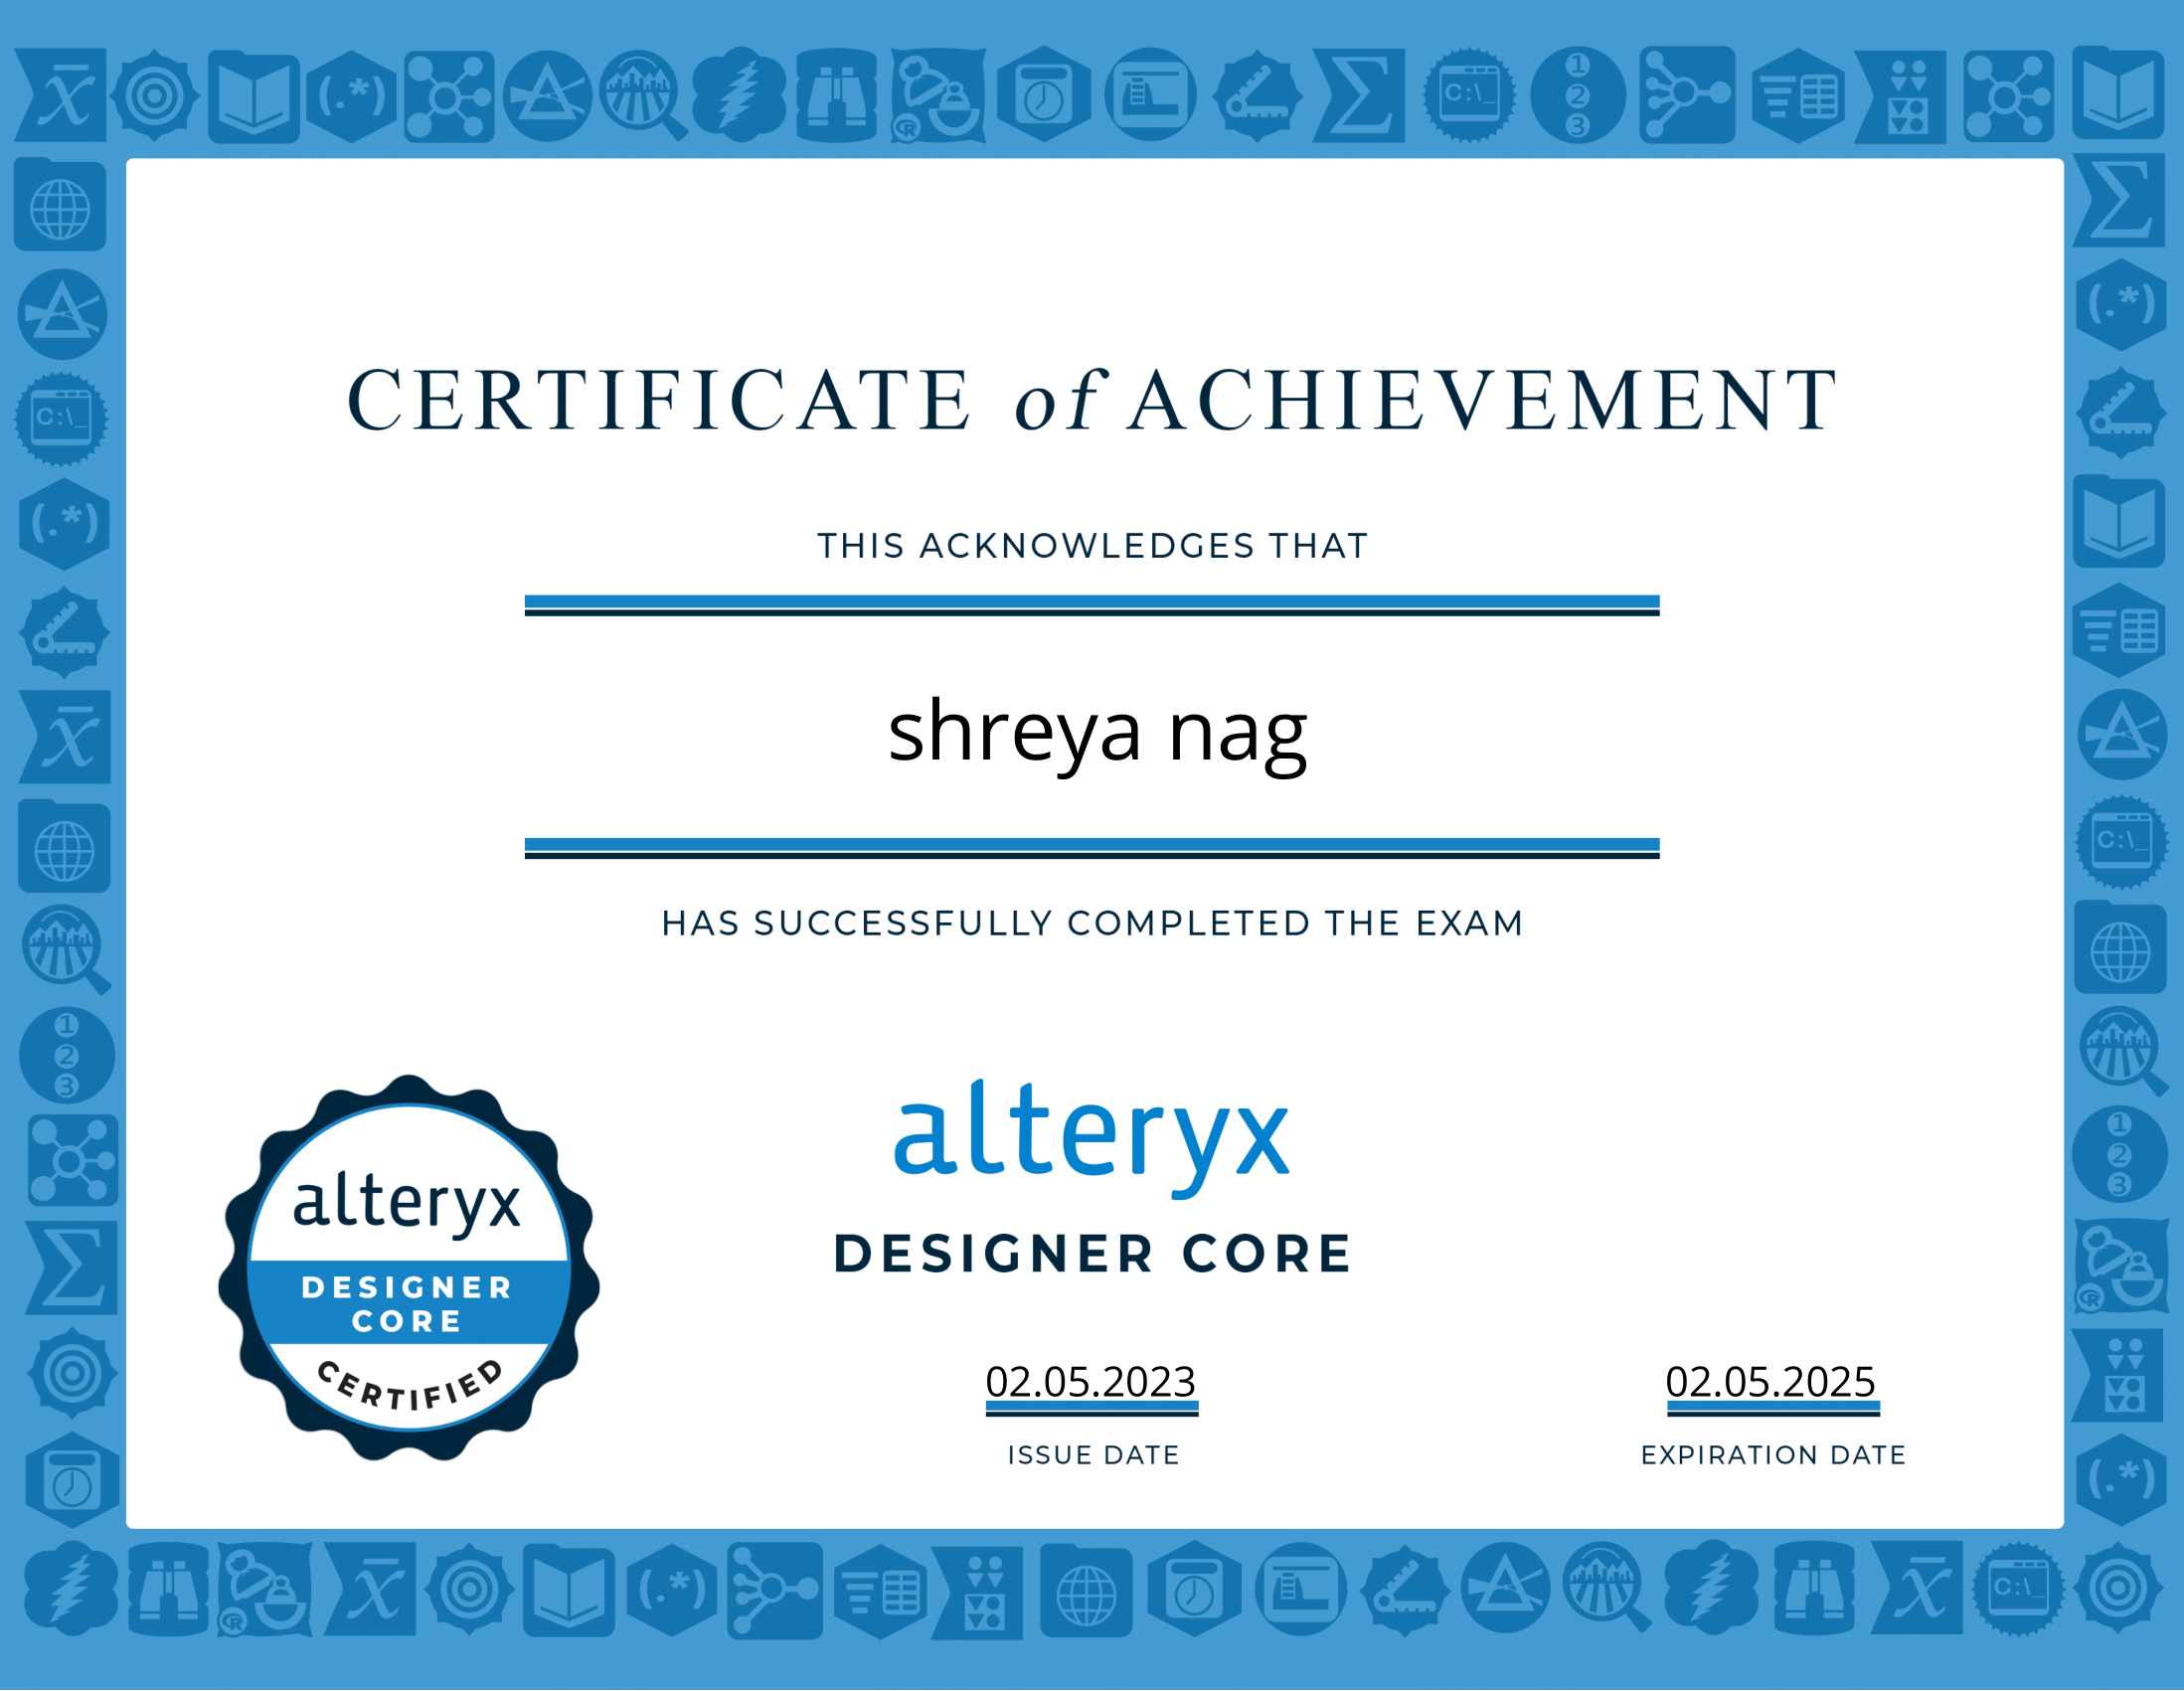 CERTIFICATE of ACHIEVEMENT
THIS ACKNOWLEDGES THAT
shreya nag
HAS SUCCESSFULLY COMPLETED THE EXAM
alteryx
DESIGNER CORE
alteryx
DESIGNER
CORE
CERTIFIED
02.05.2023
ISSUE DATE
02.05.2025
EXPIRATION DATE